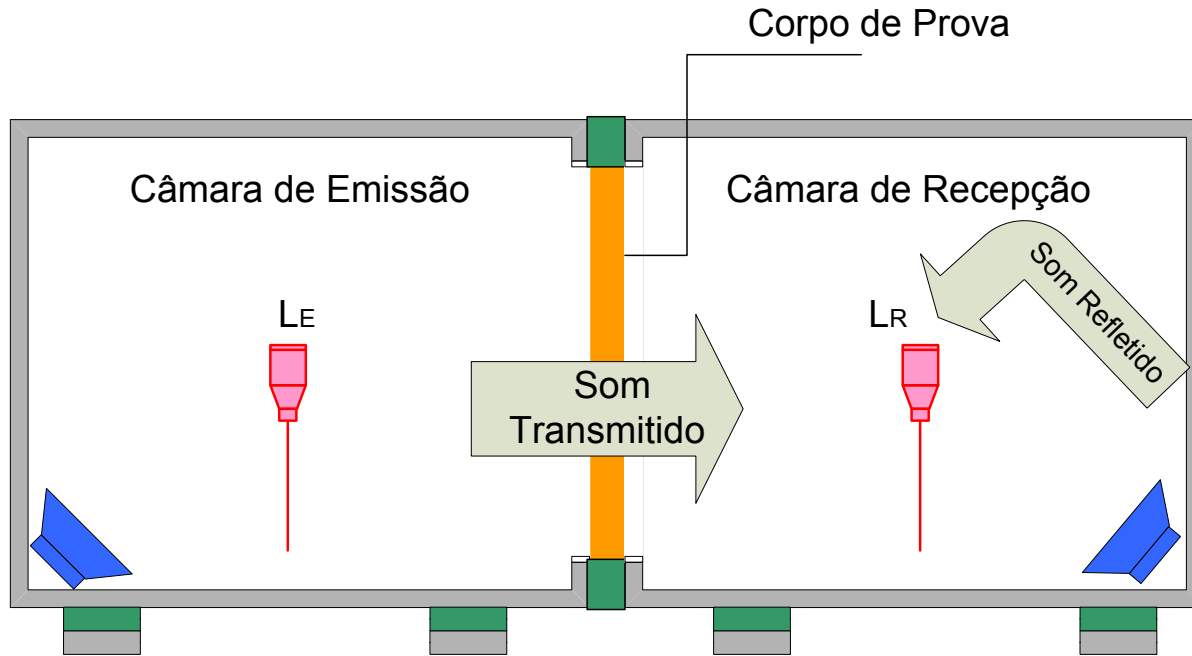 Corpo de Prova
Câmara de Emissão
Câmara de Recepção
Som Refletido
LE
LR
Som
Transmitido